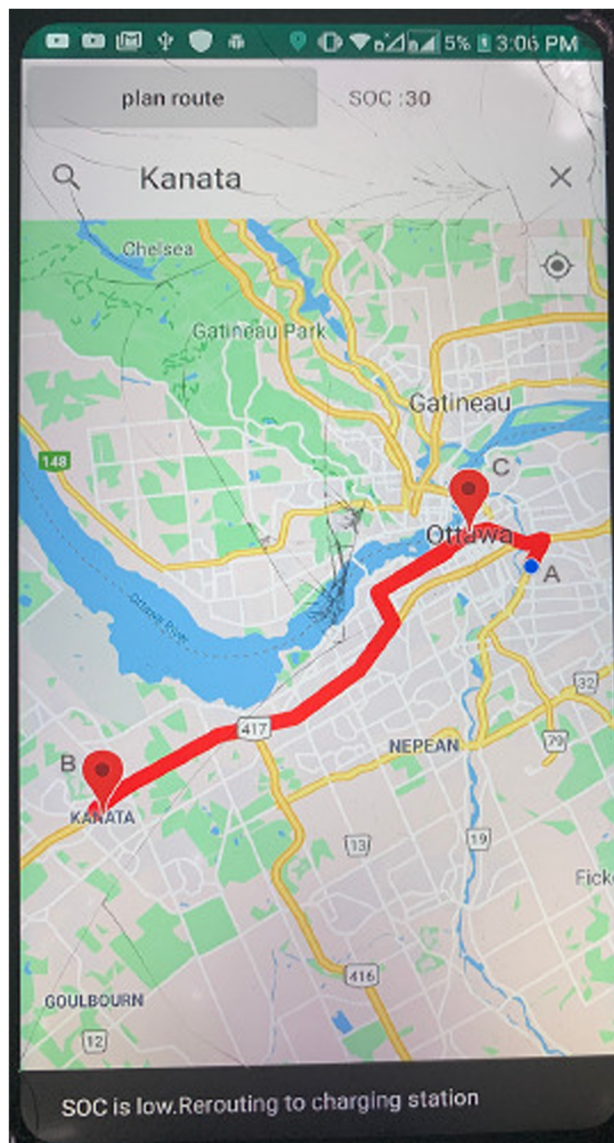 5% 3:06 PM
plan route SOC :30
Kanata
Chelsea
Gatineau Park
Gatineau
148
C
Ottawa
A
Ottawa River
32
417
NEPEAN
79
B
KANATA
13
19
Ficke
416
GOULBOURN
12
SOC is low.Rerouting to charging station